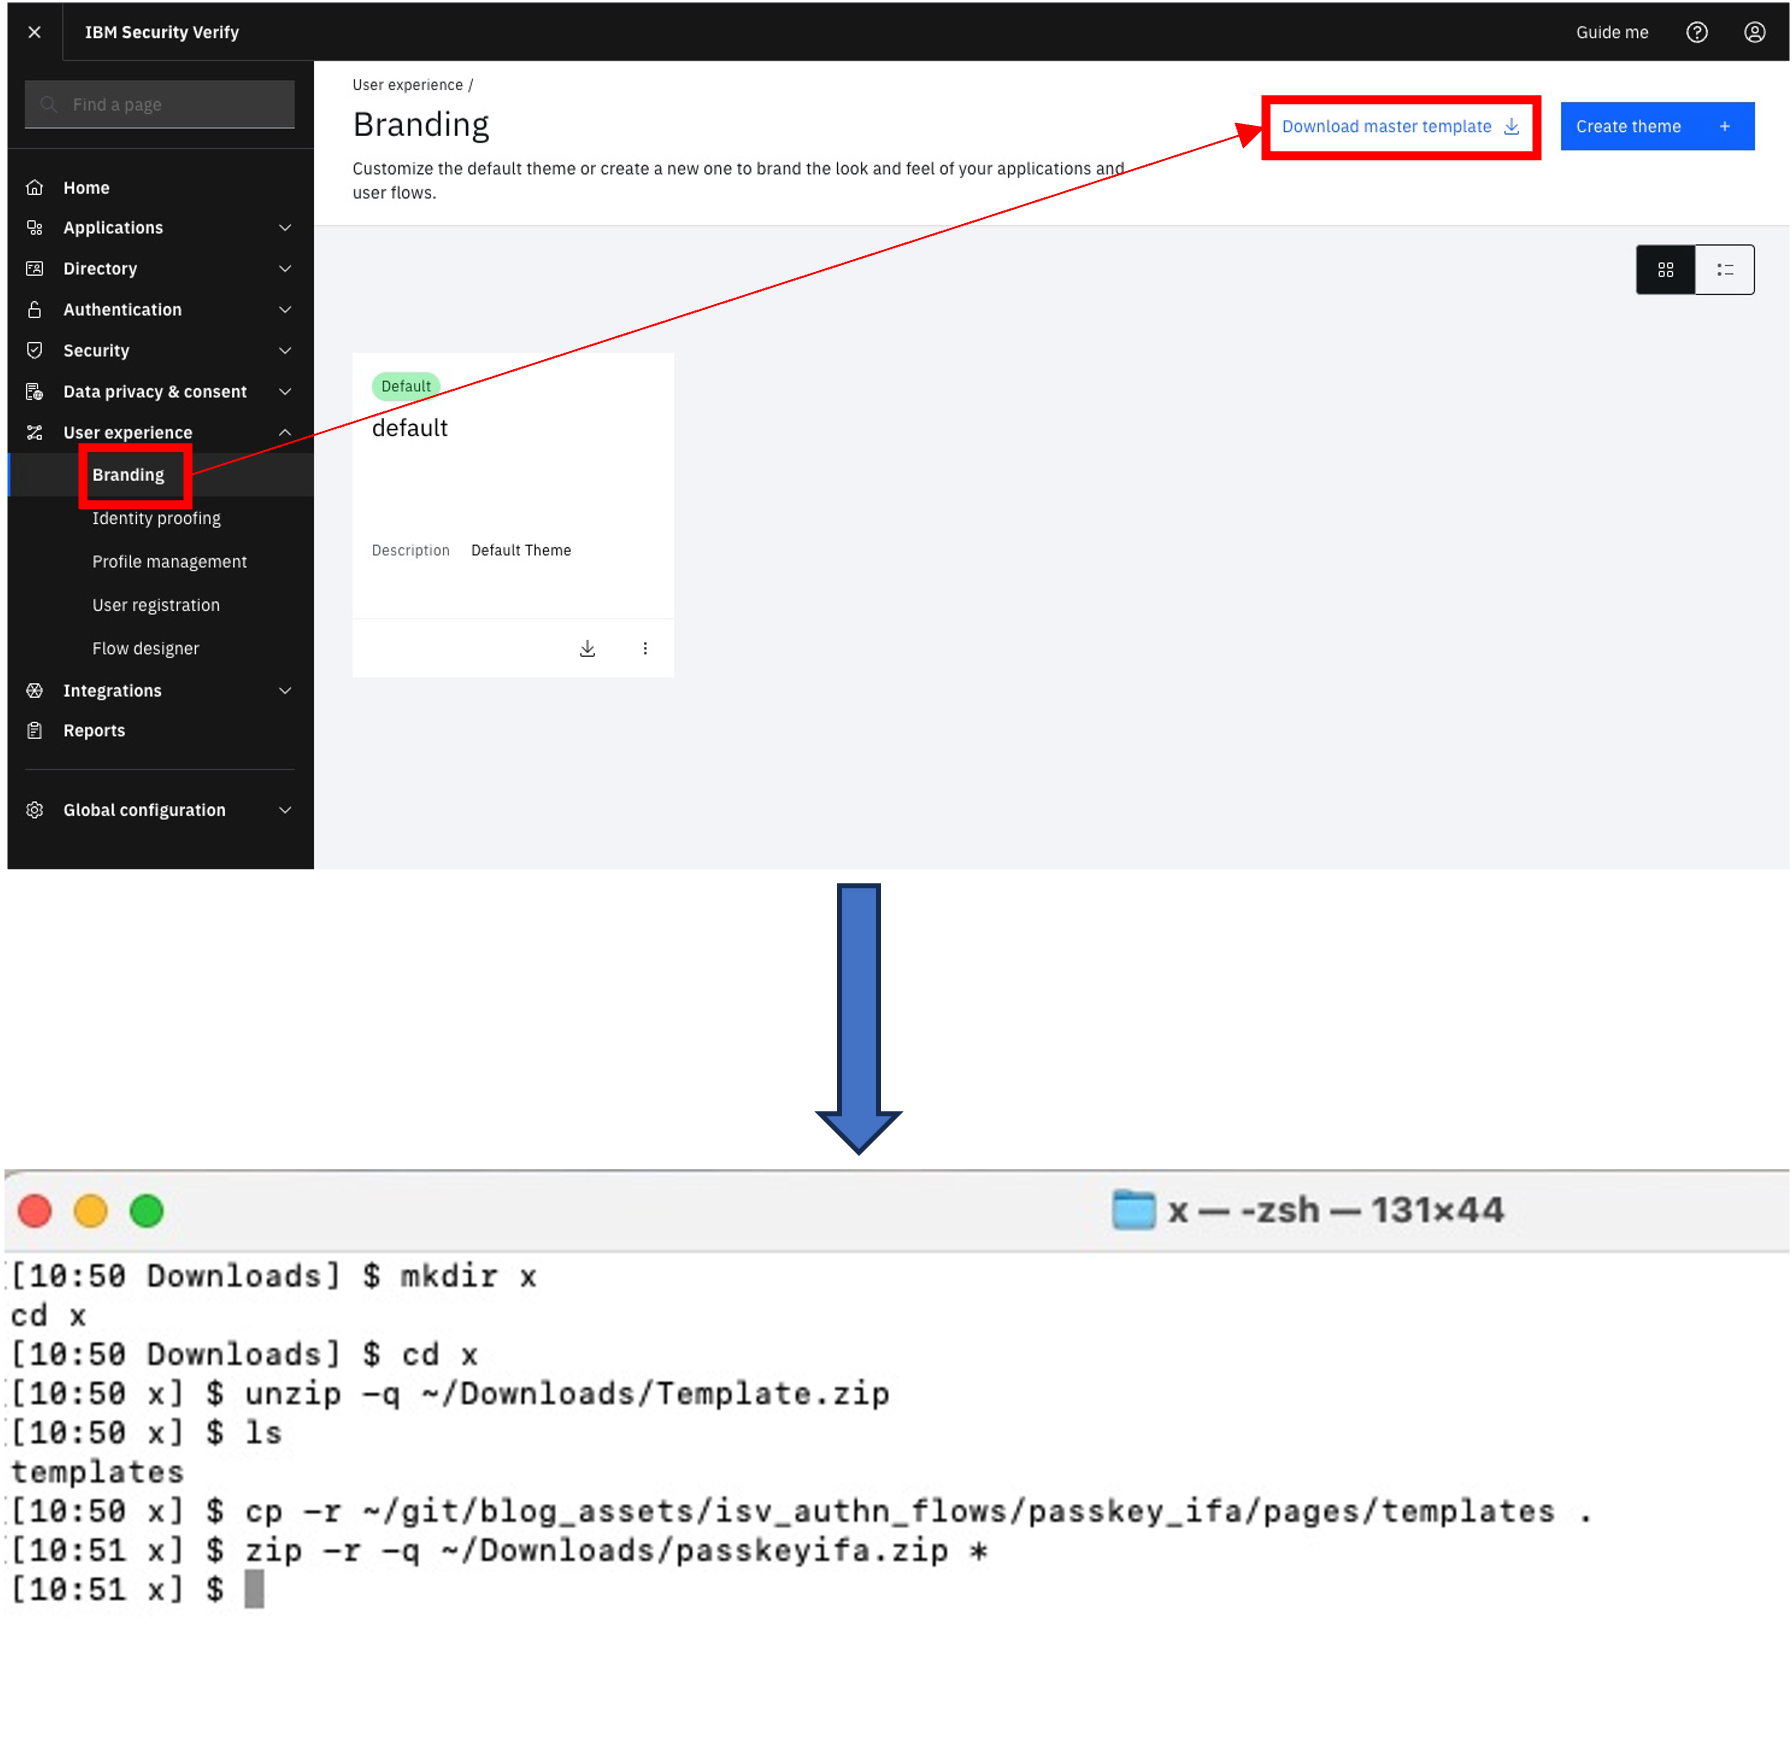 IBM Security Verify
Guide me
Find a page
Home
Applications
Directory
Authentication
Security
Data privacy & consent
User experience
Branding
Identity proofing
Profile management
User registration
Flow designer
Integrations
Reports
Global configuration
User experience /
Branding
Customize the default theme or create a new one to brand the look and feel of your applications and
user flows.
Download master template
Create theme +
Default
default
Description Default Theme
x — -zsh — 131×44
[10:50 Downloads] $ mkdir x
cd x
[10:50 Downloads] $ cd x
[10:50 x] $ unzip -q ~/Downloads/Template.zip
[10:50 x] $ ls
templates
[10:50 x] $ cp -r ~/git/blog_assets/isv_authn_flows/passkey_ifa/pages/templates .
[10:51 x] $ zip -r -q ~/Downloads/passkeyifa.zip *
[10:51 x] $